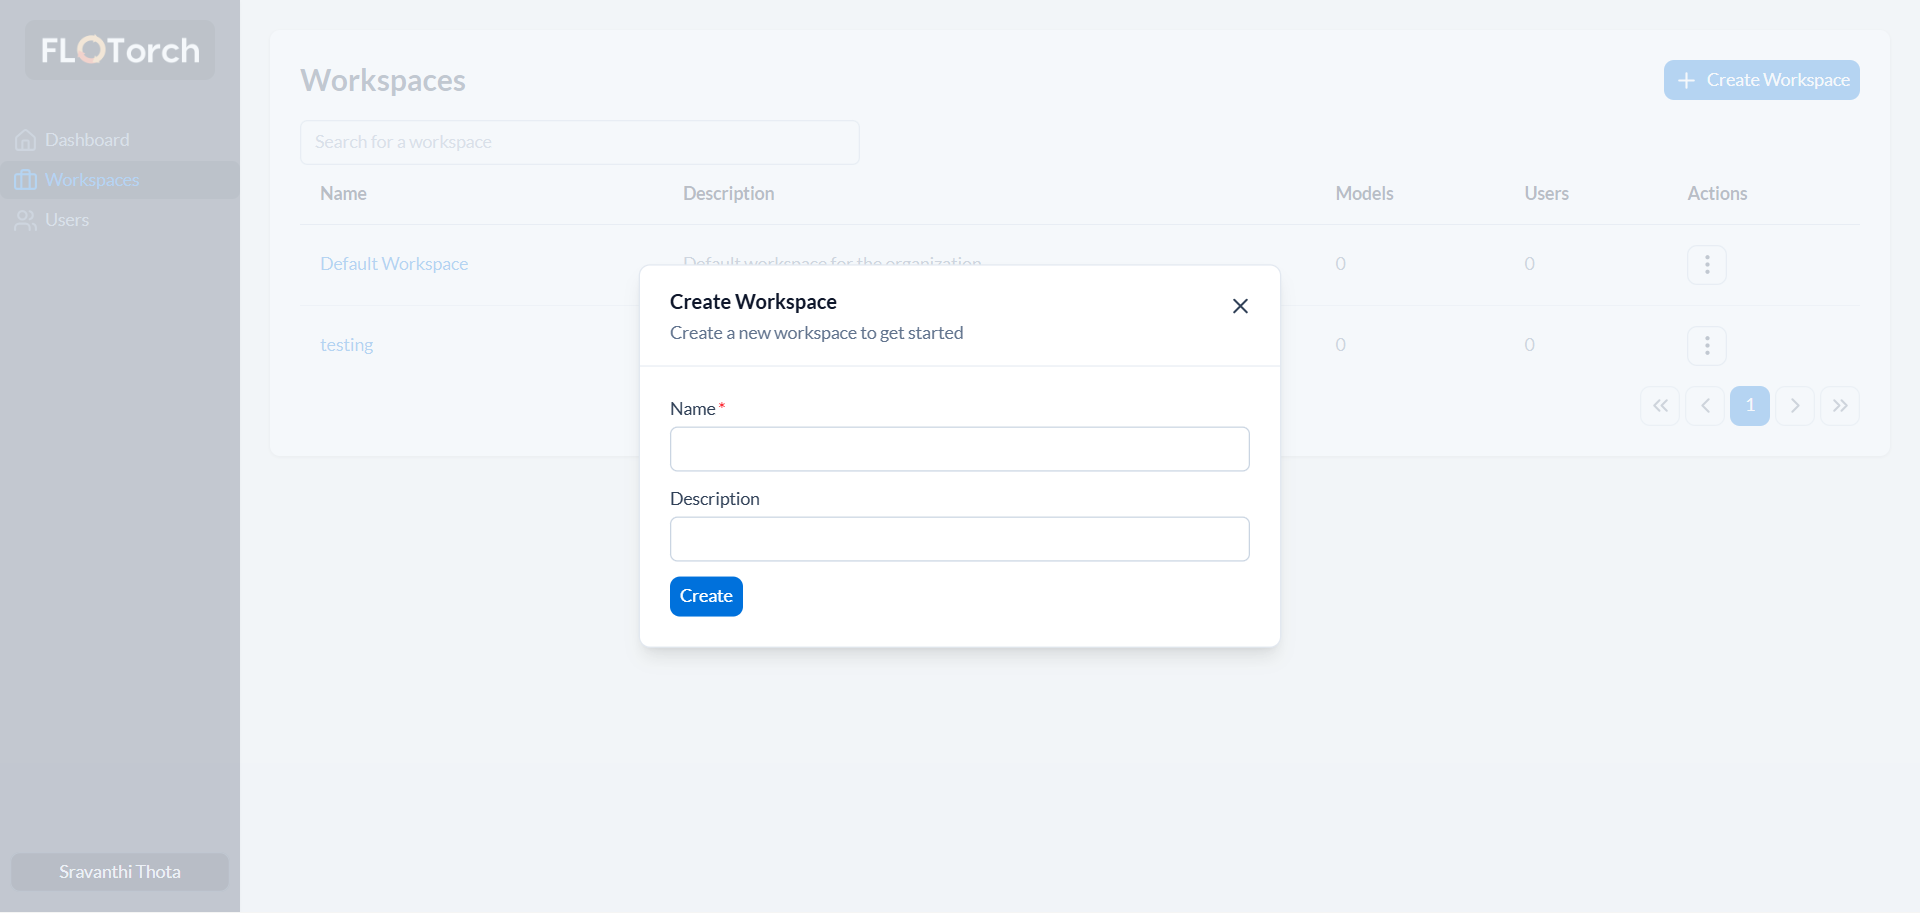 FLOTorch
Dashboard
Workspaces
Users
Sravanthi Thota
Workspaces
Create Workspace
Search for a workspace
Name Description Models Users Actions
Default Workspace Default workspace for the organization 0 0
testing 0 0
1
Create Workspace
Create a new workspace to get started
Name *
Description
Create